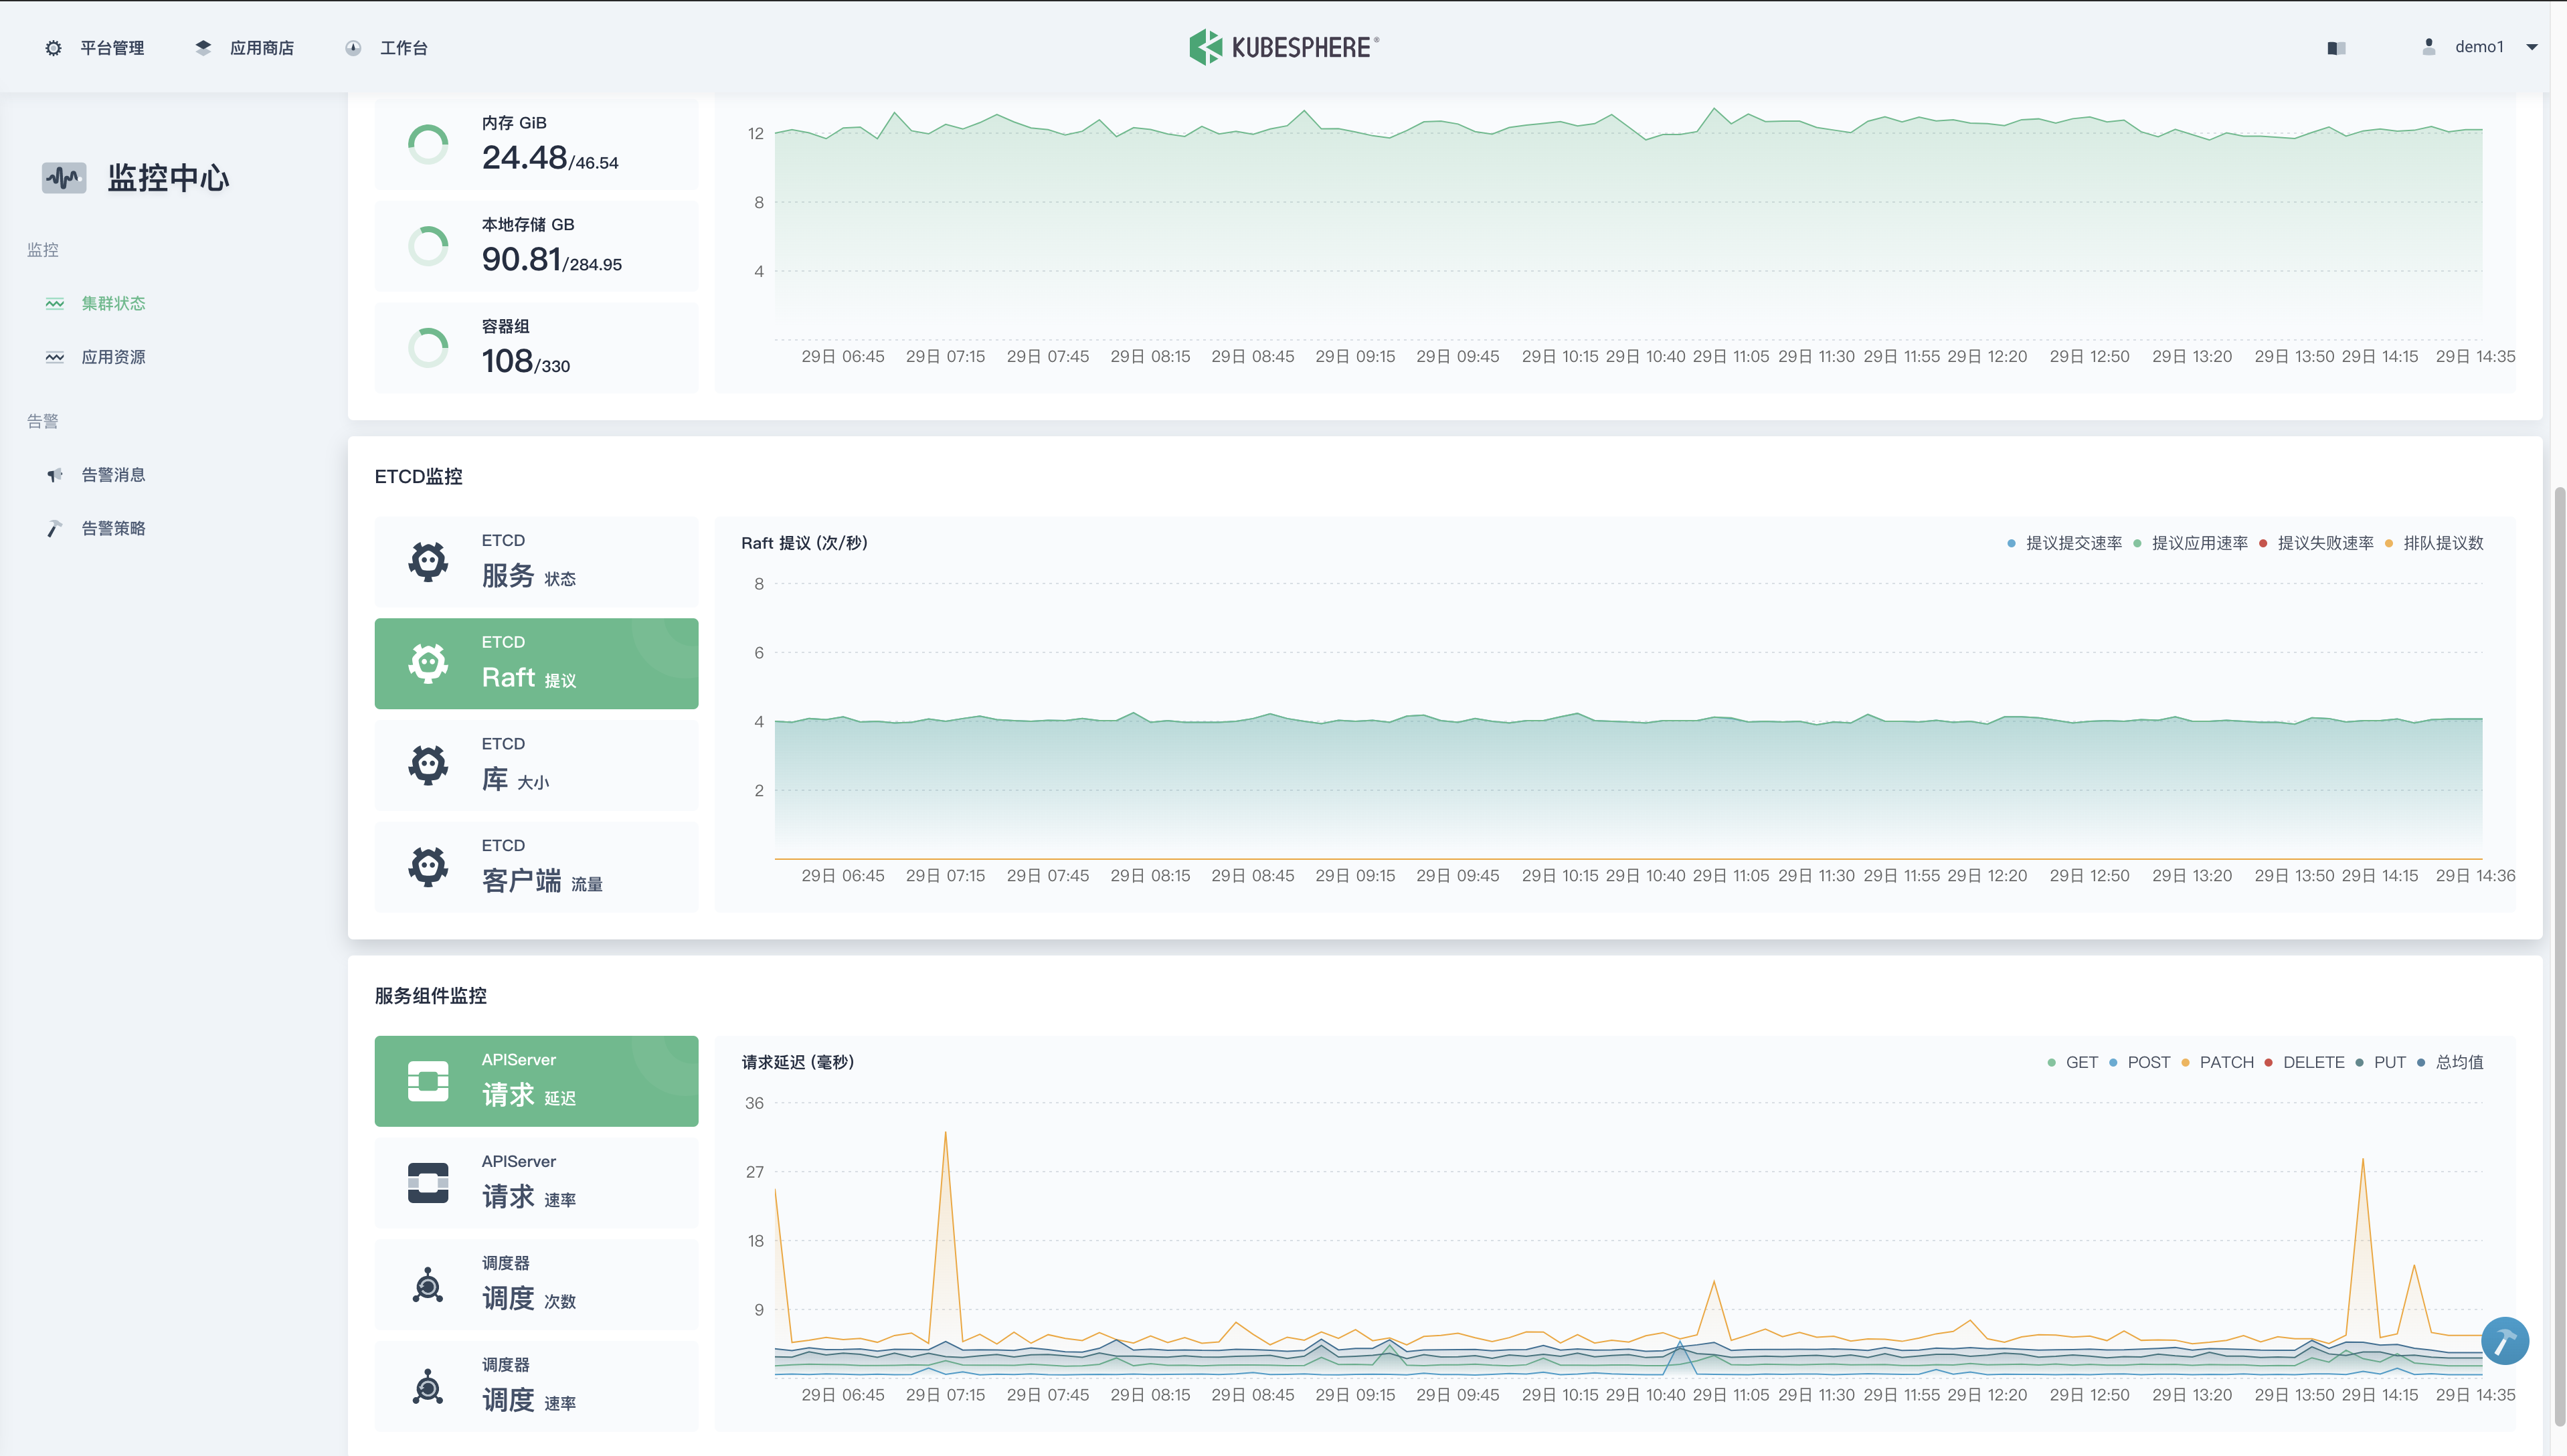 平台管理 应用商店 工作台 KUBESPHERE® demo1
监控中心
监控
集群状态
应用资源
告警
告警消息
告警策略
内存 GiB
24.48/46.54
本地存储 GB
90.81/284.95
容器组
108/330
12
8
4
29日 06:45 29日 07:15 29日 07:45 29日 08:15 29日 08:45 29日 09:15 29日 09:45 29日 10:15 29日 10:40 29日 11:05 29日 11:30 29日 11:55 29日 12:20 29日 12:50 29日 13:20 29日 13:50 29日 14:15 29日 14:35
ETCD监控
ETCD
服务 状态
ETCD
Raft 提议
ETCD
库 大小
ETCD
客户端 流量
Raft 提议 (次/秒)
提议提交速率 提议应用速率 提议失败速率 排队提议数
8
6
4
2
29日 06:45 29日 07:15 29日 07:45 29日 08:15 29日 08:45 29日 09:15 29日 09:45 29日 10:15 29日 10:40 29日 11:05 29日 11:30 29日 11:55 29日 12:20 29日 12:50 29日 13:20 29日 13:50 29日 14:15 29日 14:36
服务组件监控
APIServer
请求 延迟
APIServer
请求 速率
调度器
调度 次数
调度器
调度 速率
请求延迟 (毫秒)
GET POST PATCH DELETE PUT 总均值
36
27
18
9
29日 06:45 29日 07:15 29日 07:45 29日 08:15 29日 08:45 29日 09:15 29日 09:45 29日 10:15 29日 10:40 29日 11:05 29日 11:30 29日 11:55 29日 12:20 29日 12:50 29日 13:20 29日 13:50 29日 14:15 29日 14:35